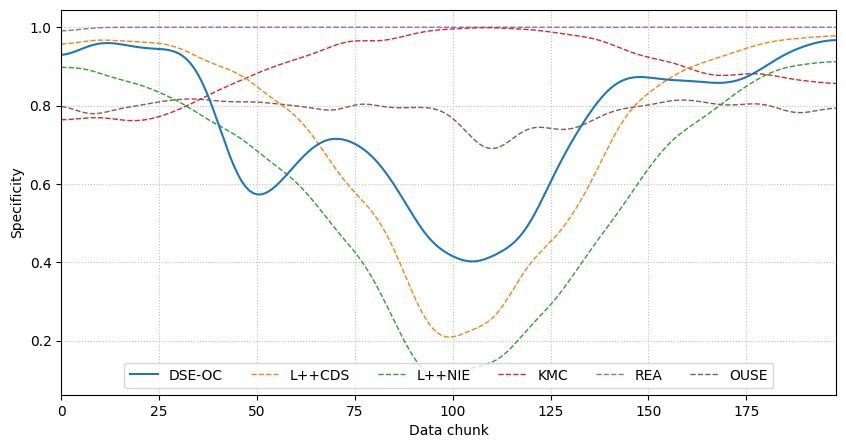 1.0
0.8
0.6
0.4
0.2
Specificity
DSE-OC L++CDS L++NIE KMC REA OUSE
0 25 50 75 100 125 150 175
Data chunk